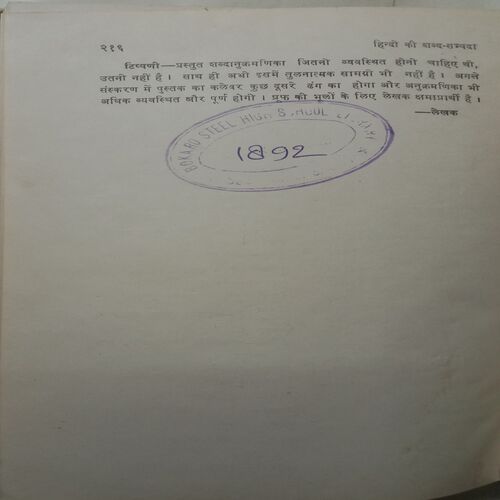 २१६ हिन्दी की शब्द-सम्पदा
टिप्पणी—प्रस्तुत शब्दानुक्रमणिका जितनी व्यवस्थित होनी चाहिए थी,
उतनी नहीं है । साथ ही अभी इसमें तुलनात्मक सामग्री भी नहीं है । अगले
संस्करण में पुस्तक का कलेवर कुछ दूसरे ढंग का होगा और अनुक्रमणिका भी
अधिक व्यवस्थित और पूर्ण होगी । प्रूफ की भूलों के लिए लेखक क्षमाप्रार्थी है ।
—लेखक
BOKARO STEEL HIGH SCHOOL LIBRARY
1892